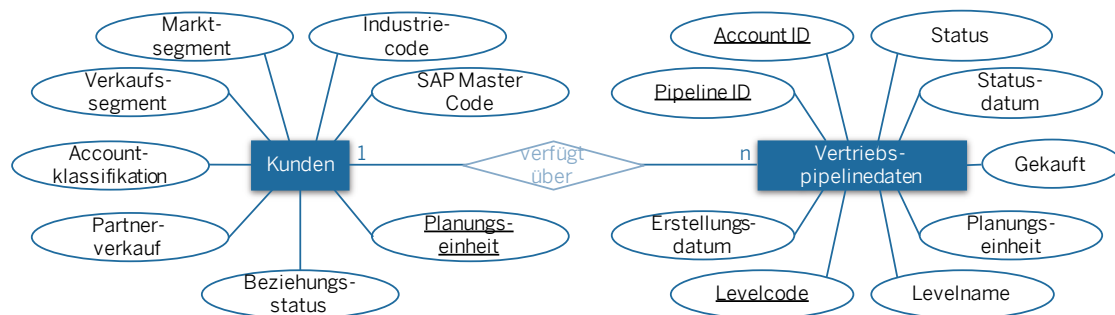 Markt-
segment
Industrie-
code
Verkaufs-
segment
SAP Master
Code
Account-
klassifikation
Kunden
1
Partner-
verkauf
Planungs-
einheit
Beziehungs-
status
verfügt
über
n
Account ID
Status
Pipeline ID
Status-
datum
Vertriebs-
pipelinedaten
Gekauft
Erstellungs-
datum
Planungs-
einheit
Levelcode
Levelname